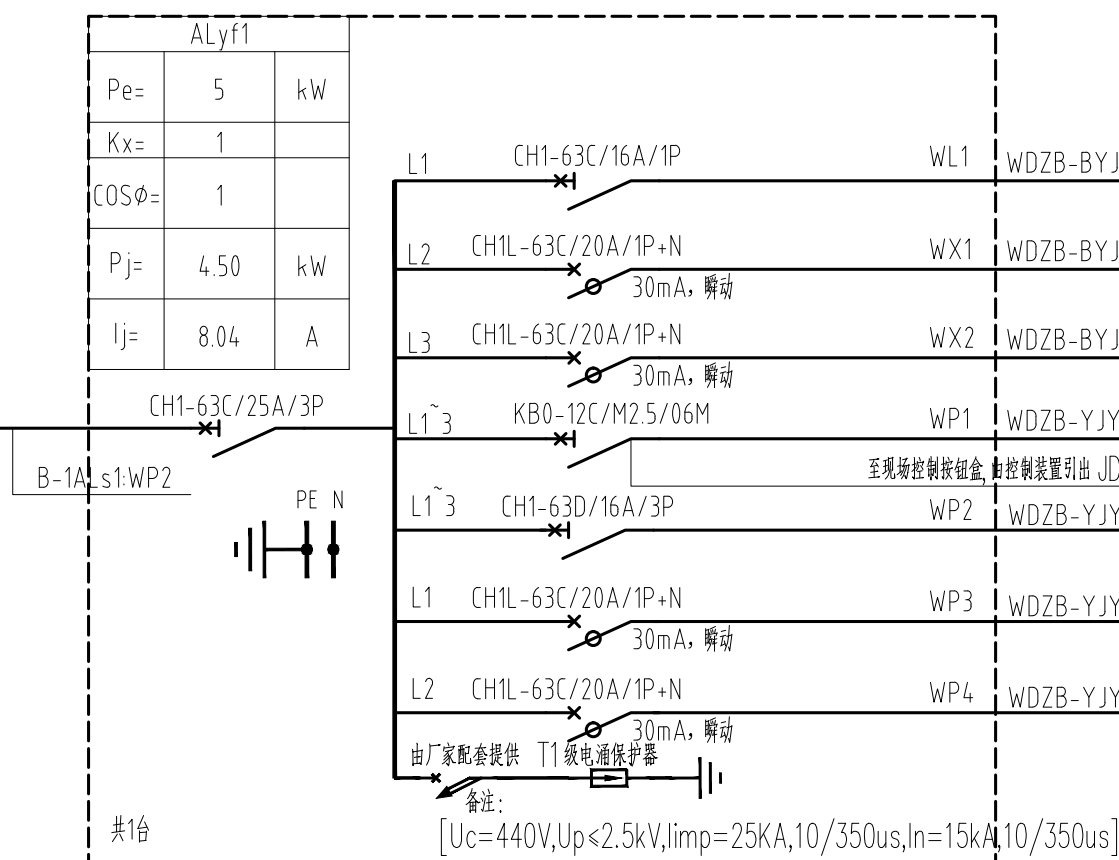 ALyf1
Pe= 5 kW
Kx= 1
COSØ= 1
Pj= 4.50 kW
Ij= 8.04 A
L1 CH1-63C/16A/1P WL1 WDZB-BYJ
L2 CH1L-63C/20A/1P+N WX1 WDZB-BYJ
30mA，瞬动
L3 CH1L-63C/20A/1P+N WX2 WDZB-BYJ
30mA，瞬动
CH1-63C/25A/3P
L1~3 KB0-12C/M2.5/06M WP1 WDZB-YJY
至现场控制按钮盒,由控制装置引出 JD
B-1ALs1:WP2
L1~3 CH1-63D/16A/3P WP2 WDZB-YJY
PE N
L1 CH1L-63C/20A/1P+N WP3 WDZB-YJY
30mA，瞬动
L2 CH1L-63C/20A/1P+N WP4 WDZB-YJY
30mA，瞬动
由厂家配套提供 T1级电涌保护器
备注：
共1台
[Uc=440V,Up≤2.5kV,Iimp=25KA,10/350us,In=15kA,10/350us]